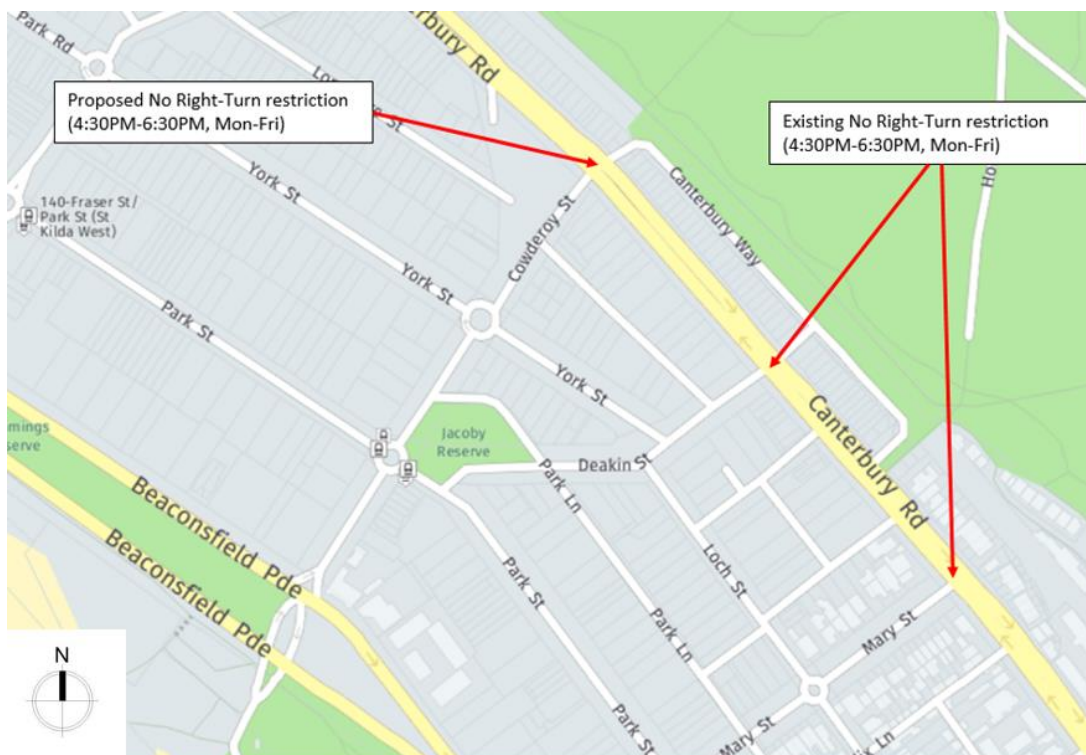 Park Rd
Proposed No Right-Turn restriction
(4:30PM-6:30PM, Mon-Fri)
Existing No Right-Turn restriction
(4:30PM-6:30PM, Mon-Fri)
Canterbury Way
York St
140-Fraser St/
Park St (St
Kilda West)
Cowderoy St
York St
Park St
York St
Jacoby
Reserve
Deakin St
Canterbury Rd
Park Ln
Beaconsfield Pde
Beaconsfield Pde
Loch St
Park St
Mary St
Park Ln
Mary St
N